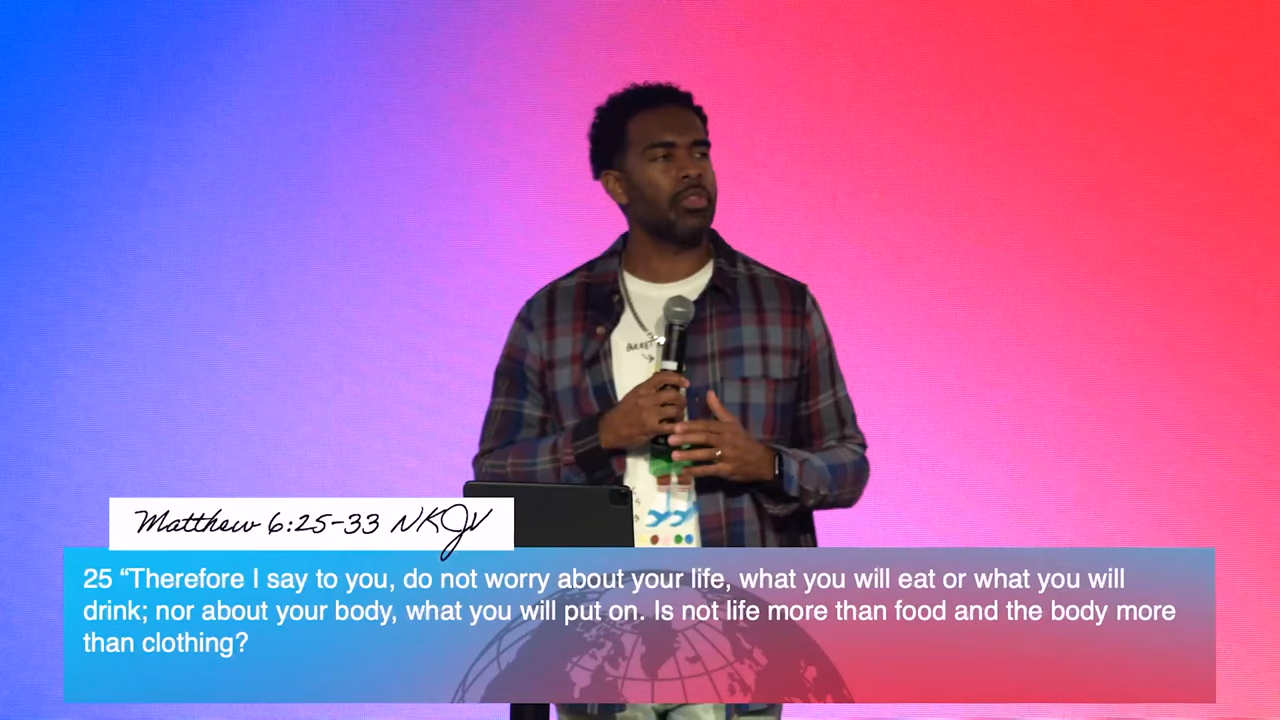 Matthew 6:25-33 NKJV
25 “Therefore I say to you, do not worry about your life, what you will eat or what you will
drink; nor about your body, what you will put on. Is not life more than food and the body more
than clothing?